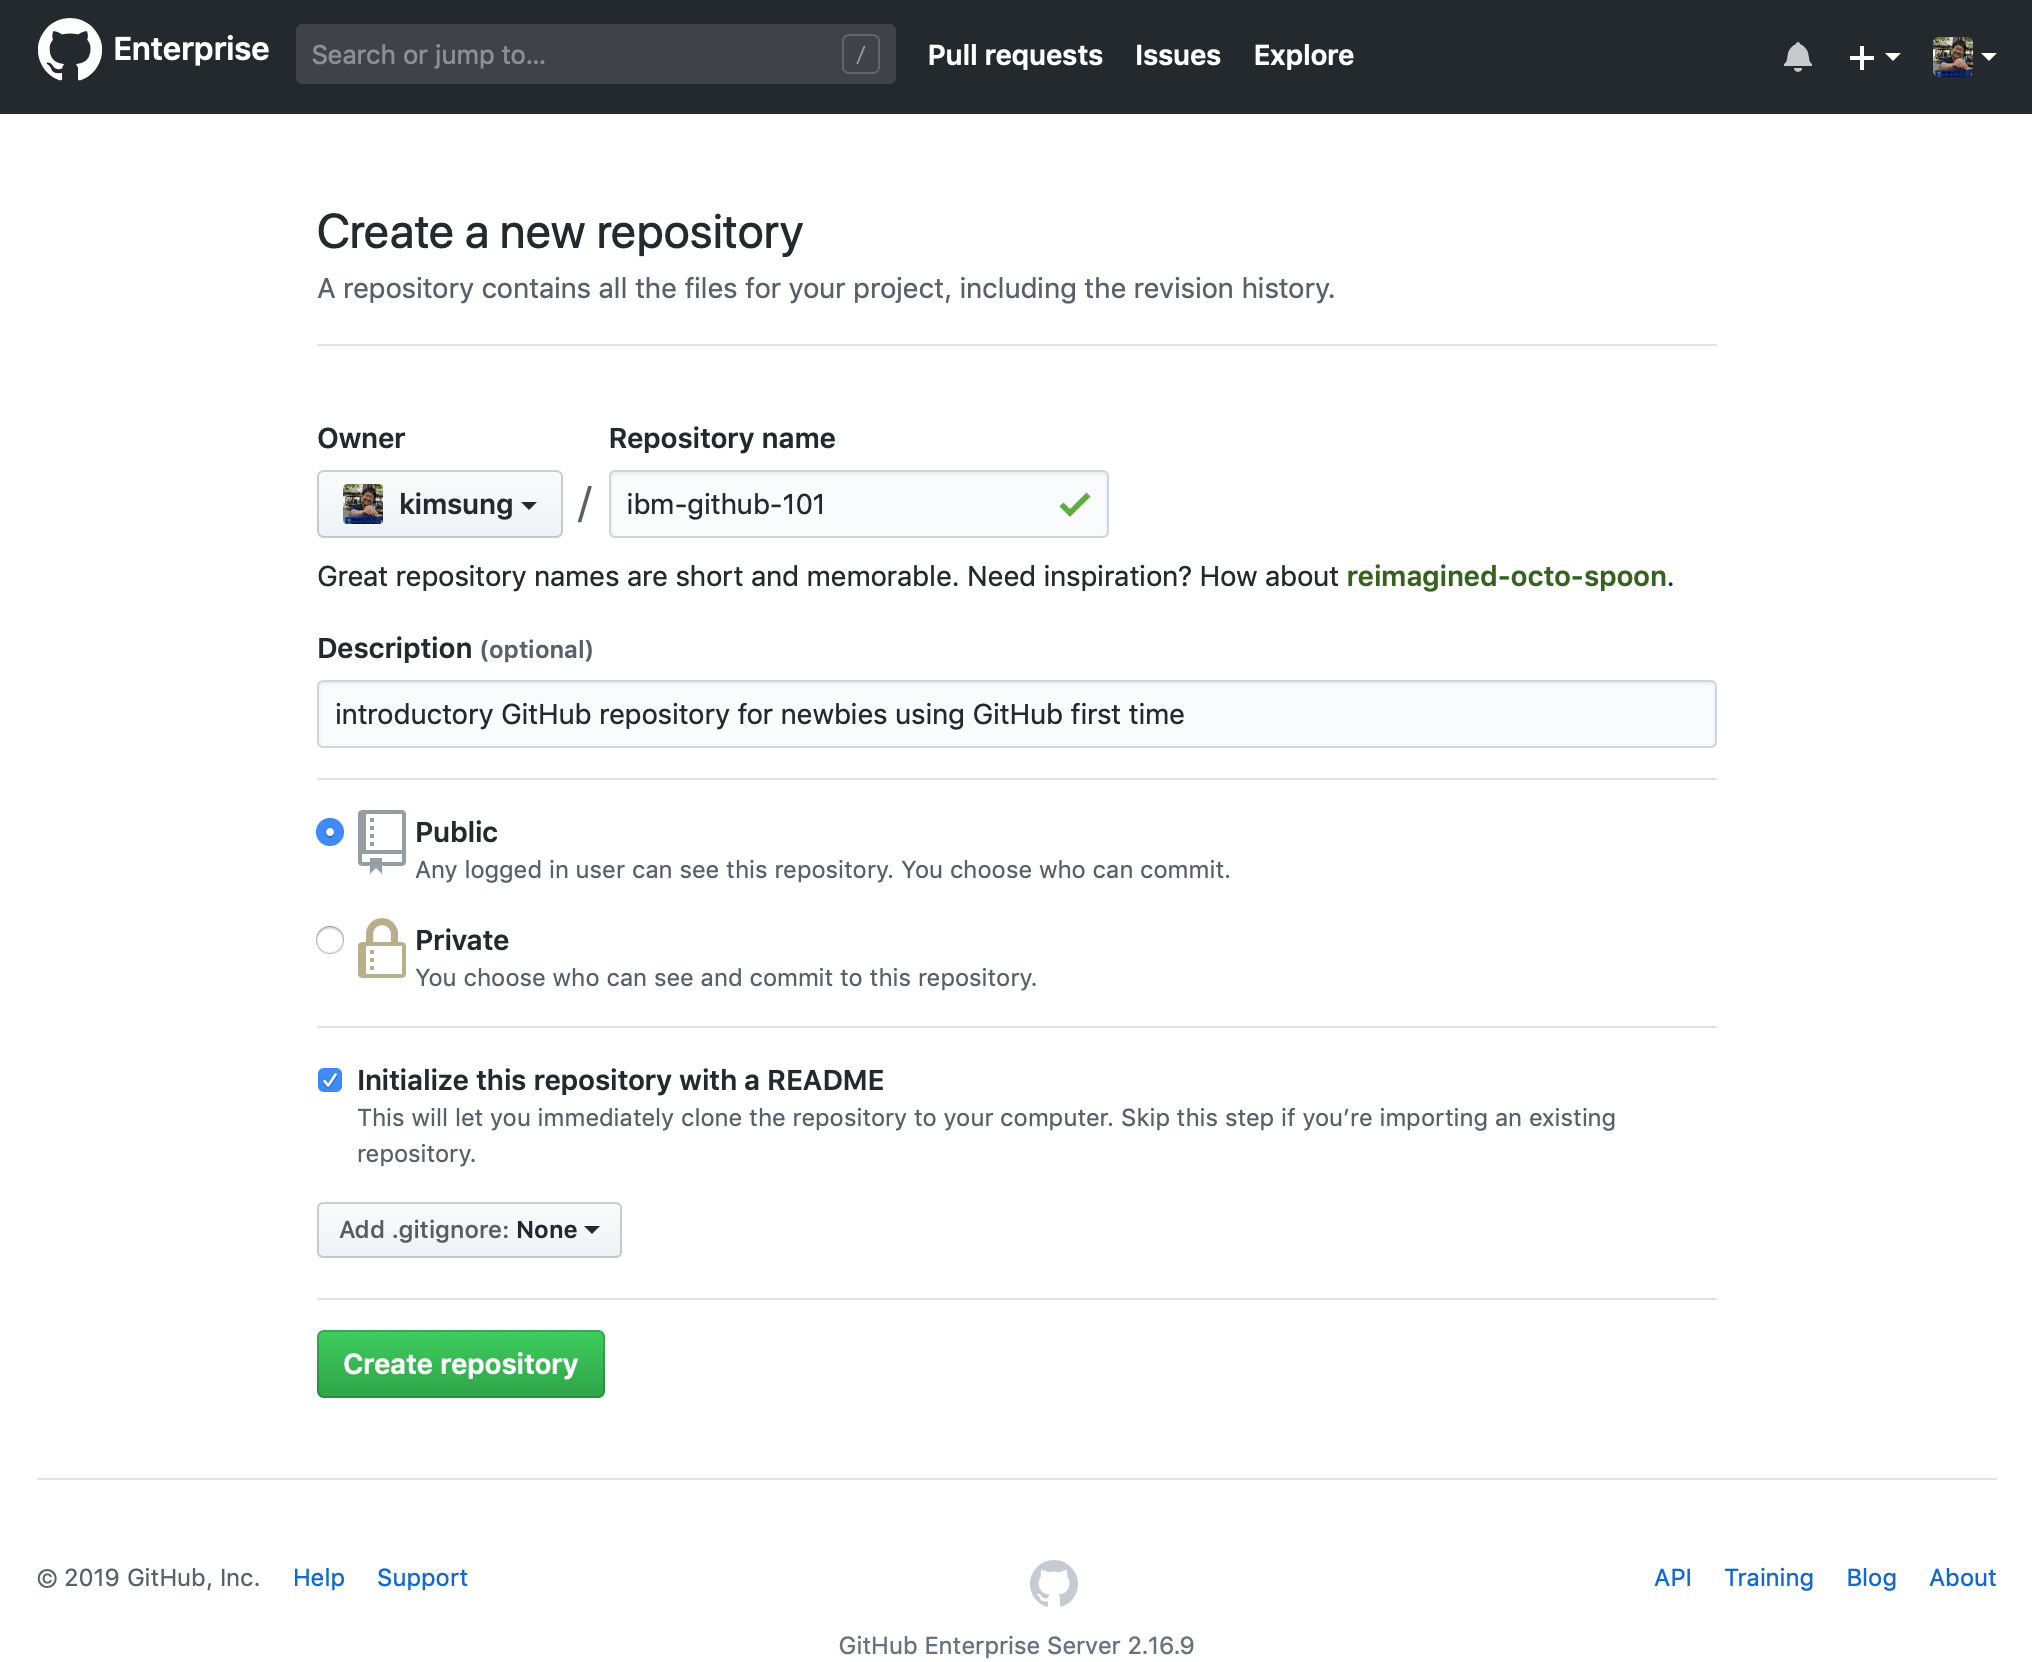 Enterprise Search or jump to... / Pull requests Issues Explore
Create a new repository
A repository contains all the files for your project, including the revision history.
Owner Repository name
kimsung / ibm-github-101
Great repository names are short and memorable. Need inspiration? How about reimagined-octo-spoon.
Description (optional)
introductory GitHub repository for newbies using GitHub first time
Public
Any logged in user can see this repository. You choose who can commit.
Private
You choose who can see and commit to this repository.
Initialize this repository with a README
This will let you immediately clone the repository to your computer. Skip this step if you’re importing an existing
repository.
Add .gitignore: None
Create repository
© 2019 GitHub, Inc. Help Support API Training Blog About
GitHub Enterprise Server 2.16.9